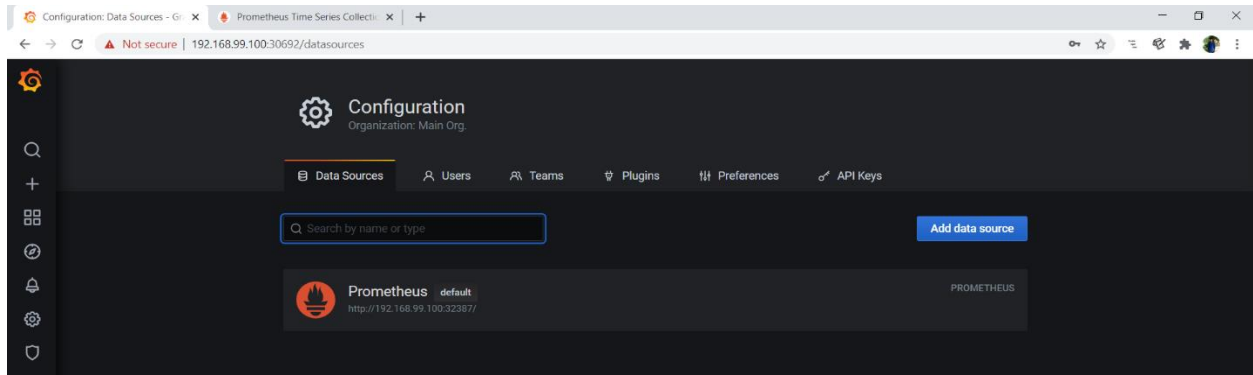 Configuration: Data Sources - Gr
Prometheus Time Series Collectic
Not secure | 192.168.99.100:30692/datasources
Configuration
Organization: Main Org.
Data Sources Users Teams Plugins Preferences API Keys
Search by name or type
Add data source
Prometheus default
PROMETHEUS
http://192.168.99.100:32387/